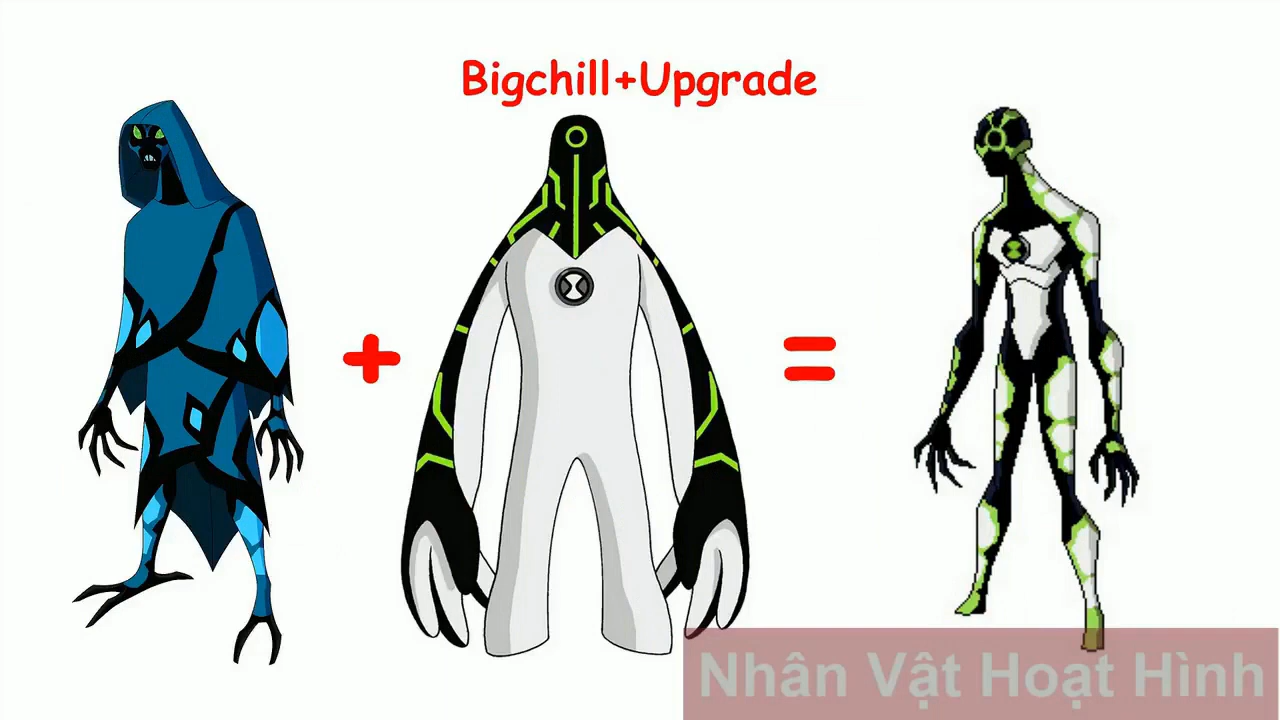 Bigchill+Upgrade
+
=
Nhân Vật Hoạt Hình